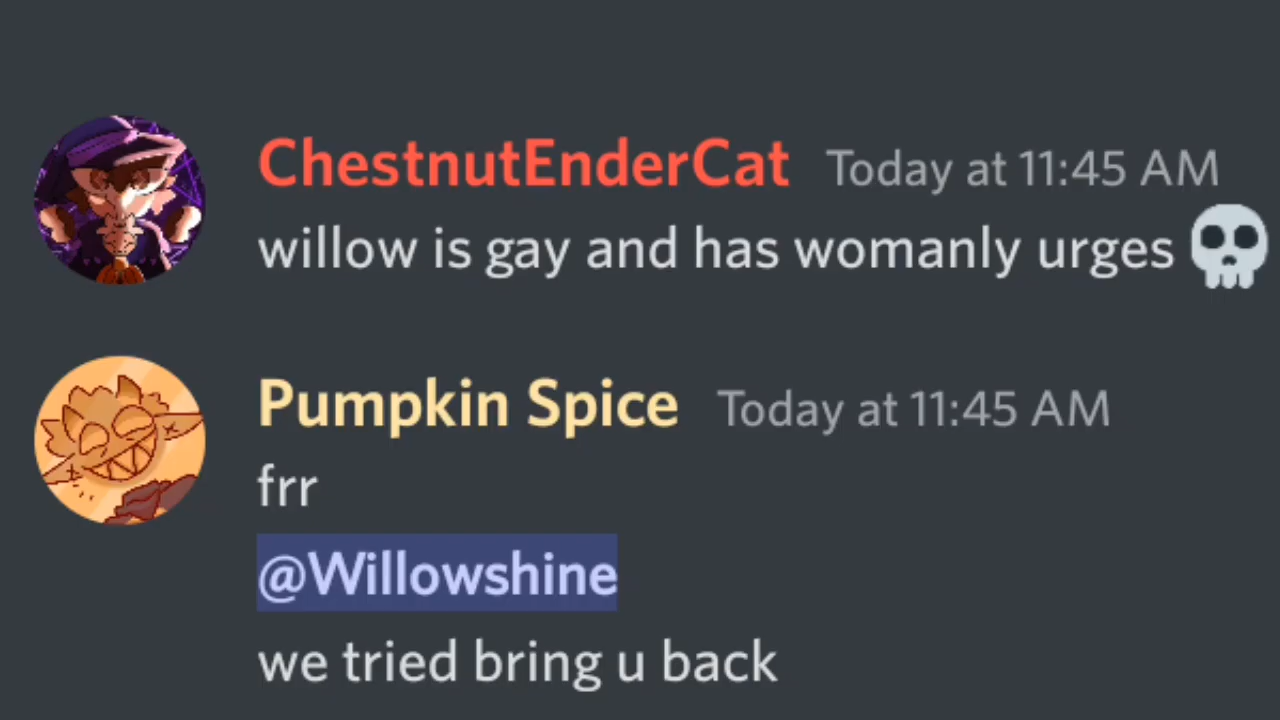 ChestnutEnderCat Today at 11:45 AM
willow is gay and has womanly urges 💀
Pumpkin Spice Today at 11:45 AM
frr
@Willowshine
we tried bring u back